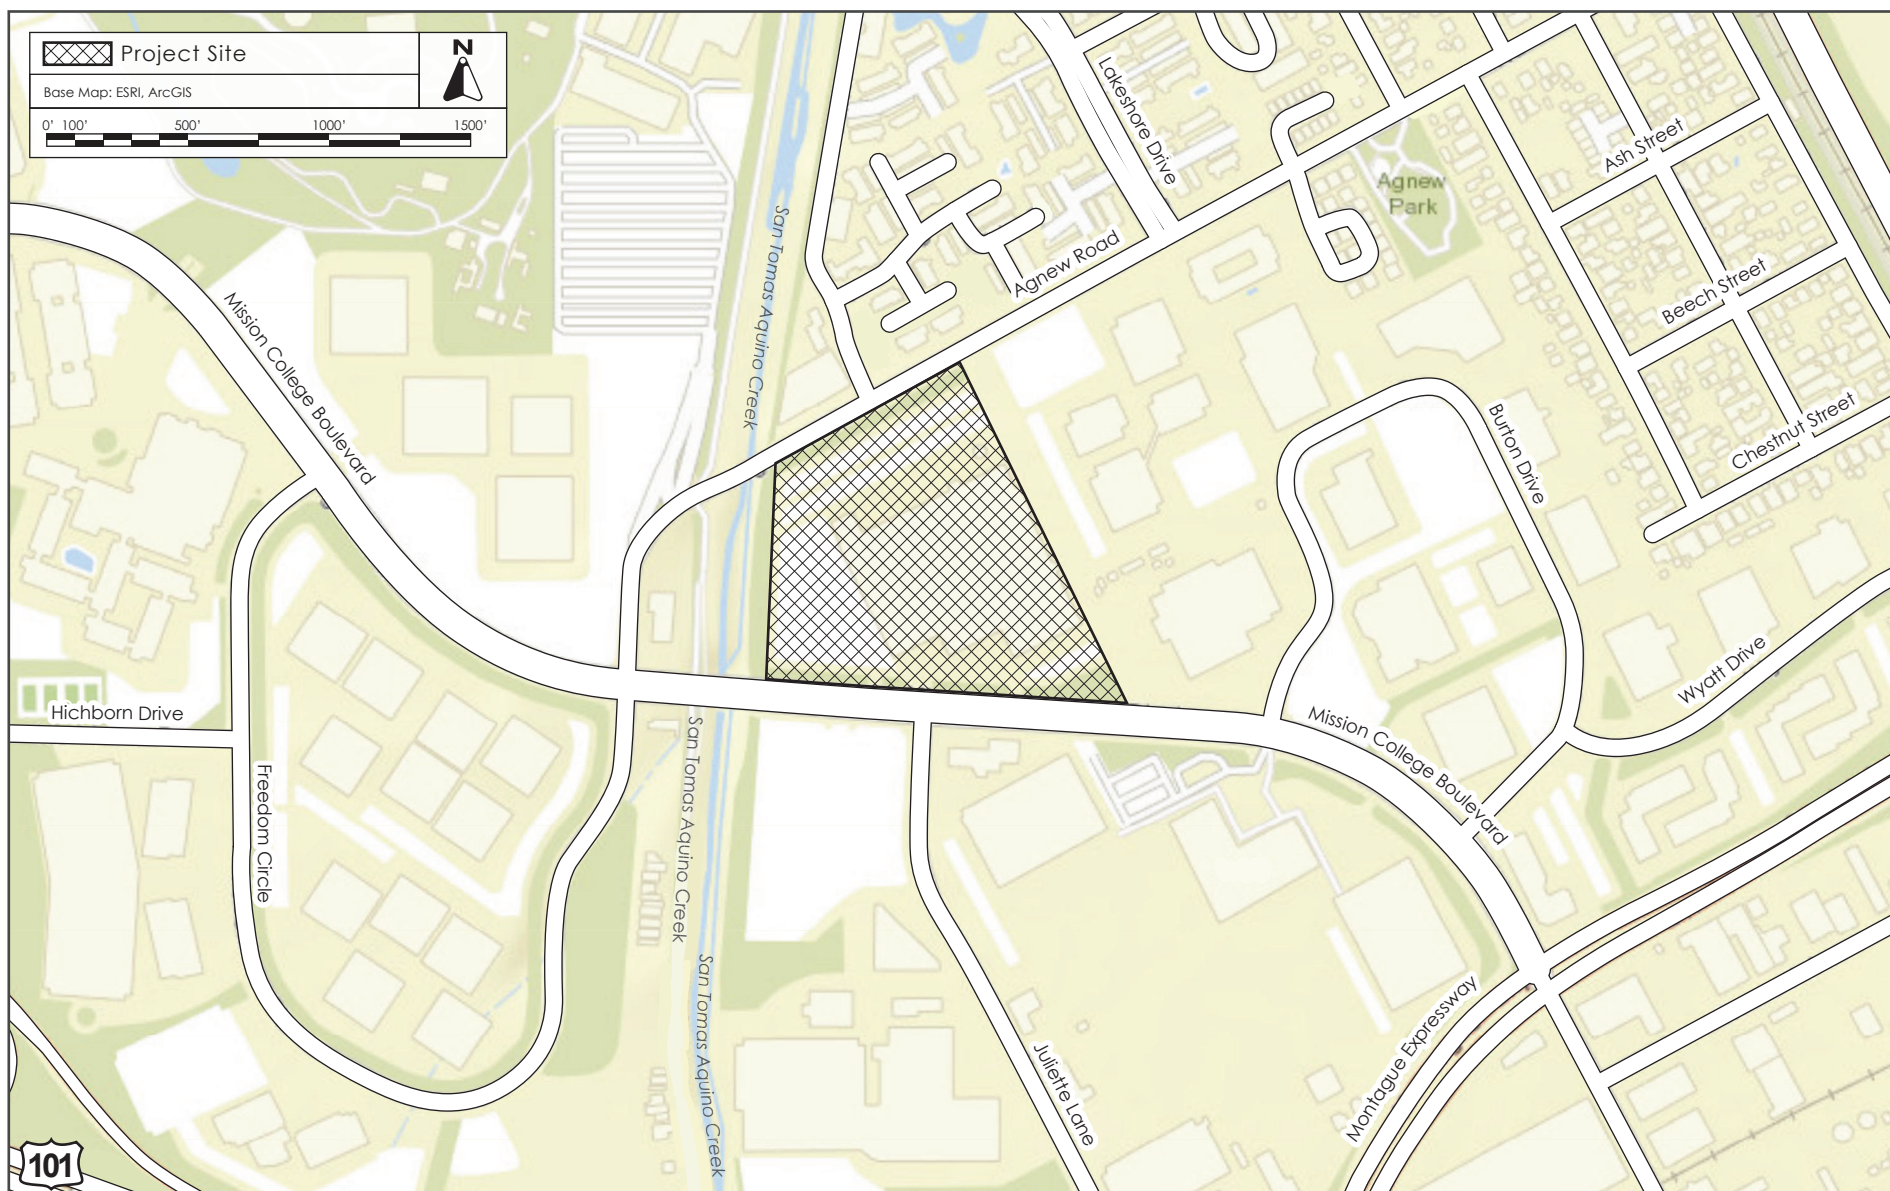 Project Site
N
Base Map: ESRI, ArcGIS
0' 100' 500' 1000' 1500'
Lakeshore Drive
Ash Street
Agnew
Park
San Tomas Aquino Creek
Agnew Road
Beech Street
Mission College Boulevard
Burton Drive
Chestnut Street
Wyatt Drive
Hichborn Drive
Mission College Boulevard
San Tomas Aquino Creek
Freedom Circle
San Tomas Aquino Creek
Montague Expressway
Juliette Lane
101